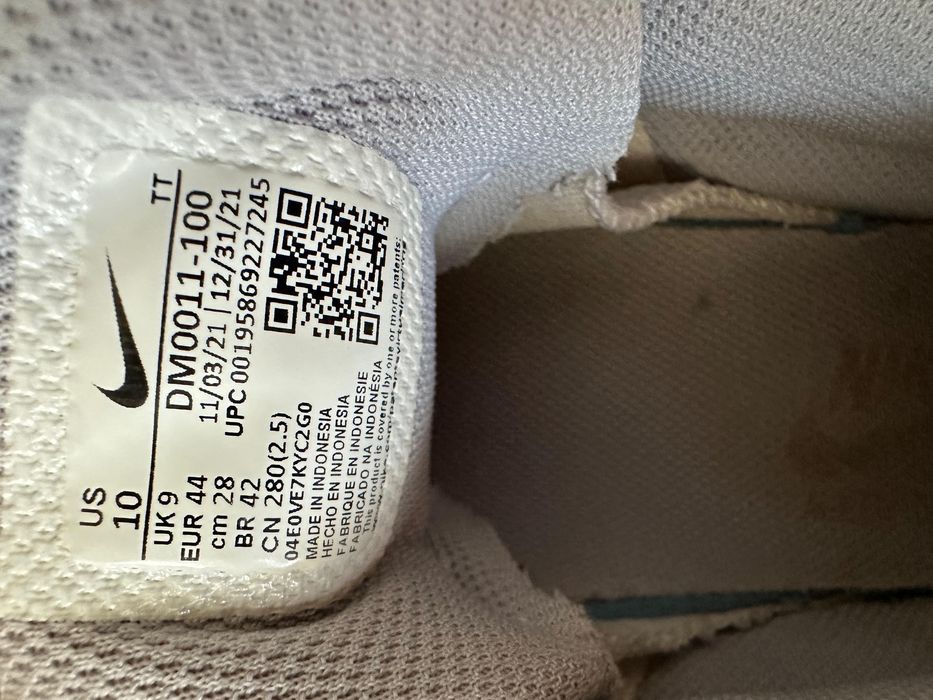 US
10
TT
UK 9
DM0011-100
EUR 44
11/03/21 | 12/31/21
cm 28
UPC 00195869227245
BR 42
CN 280(2.5)
04E0VE7KYC2G0
MADE IN INDONESIA
HECHO EN INDONESIA
FABRIQUE EN INDONESIE
FABRICADO NA INDONÉSIA
This product is covered by one or more patents: